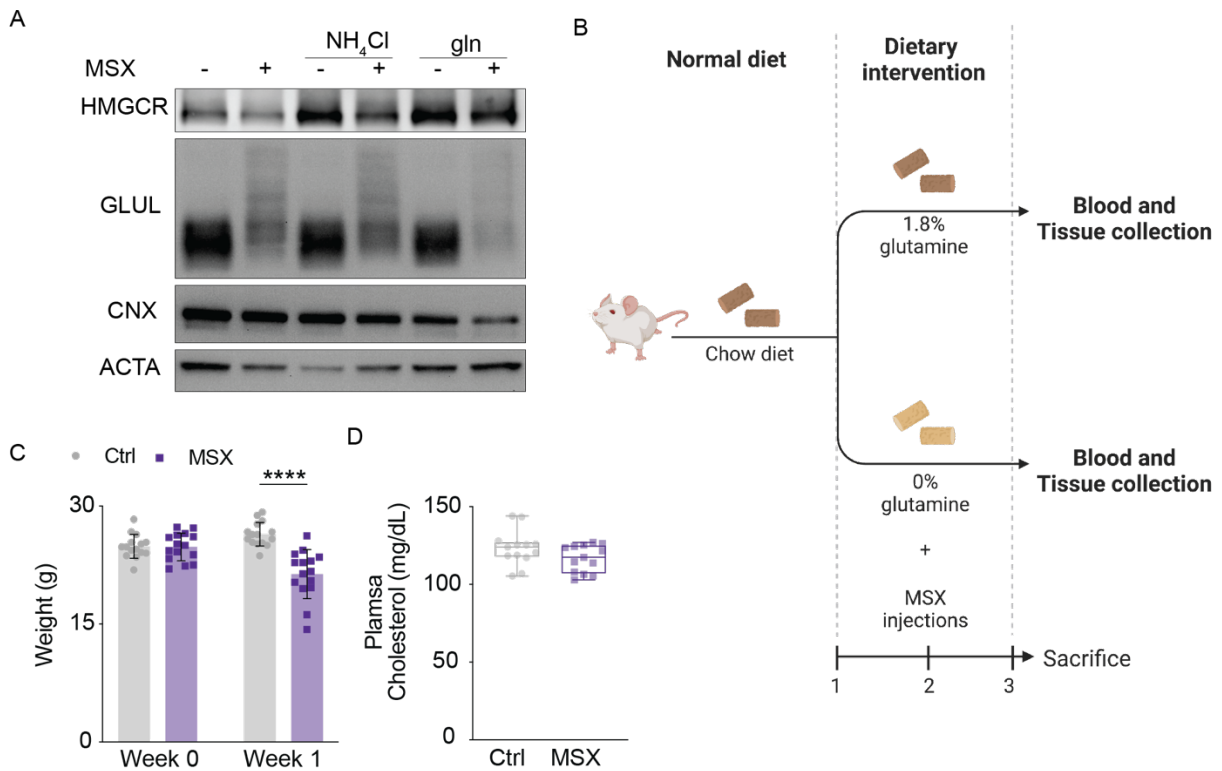 A
NH4Cl gln
MSX - + - + - +
HMGCR
GLUL
CNX
ACTA
B
Normal diet
Dietary
intervention
Chow diet
1.8%
glutamine
Blood and
Tissue collection
0%
glutamine
+
MSX
injections
Blood and
Tissue collection
Sacrifice
1 2 3
C
Ctrl MSX
****
Weight (g)
30
15
0
Week 0 Week 1
D
Plamsa
Cholesterol (mg/dL)
150
100
50
0
Ctrl MSX